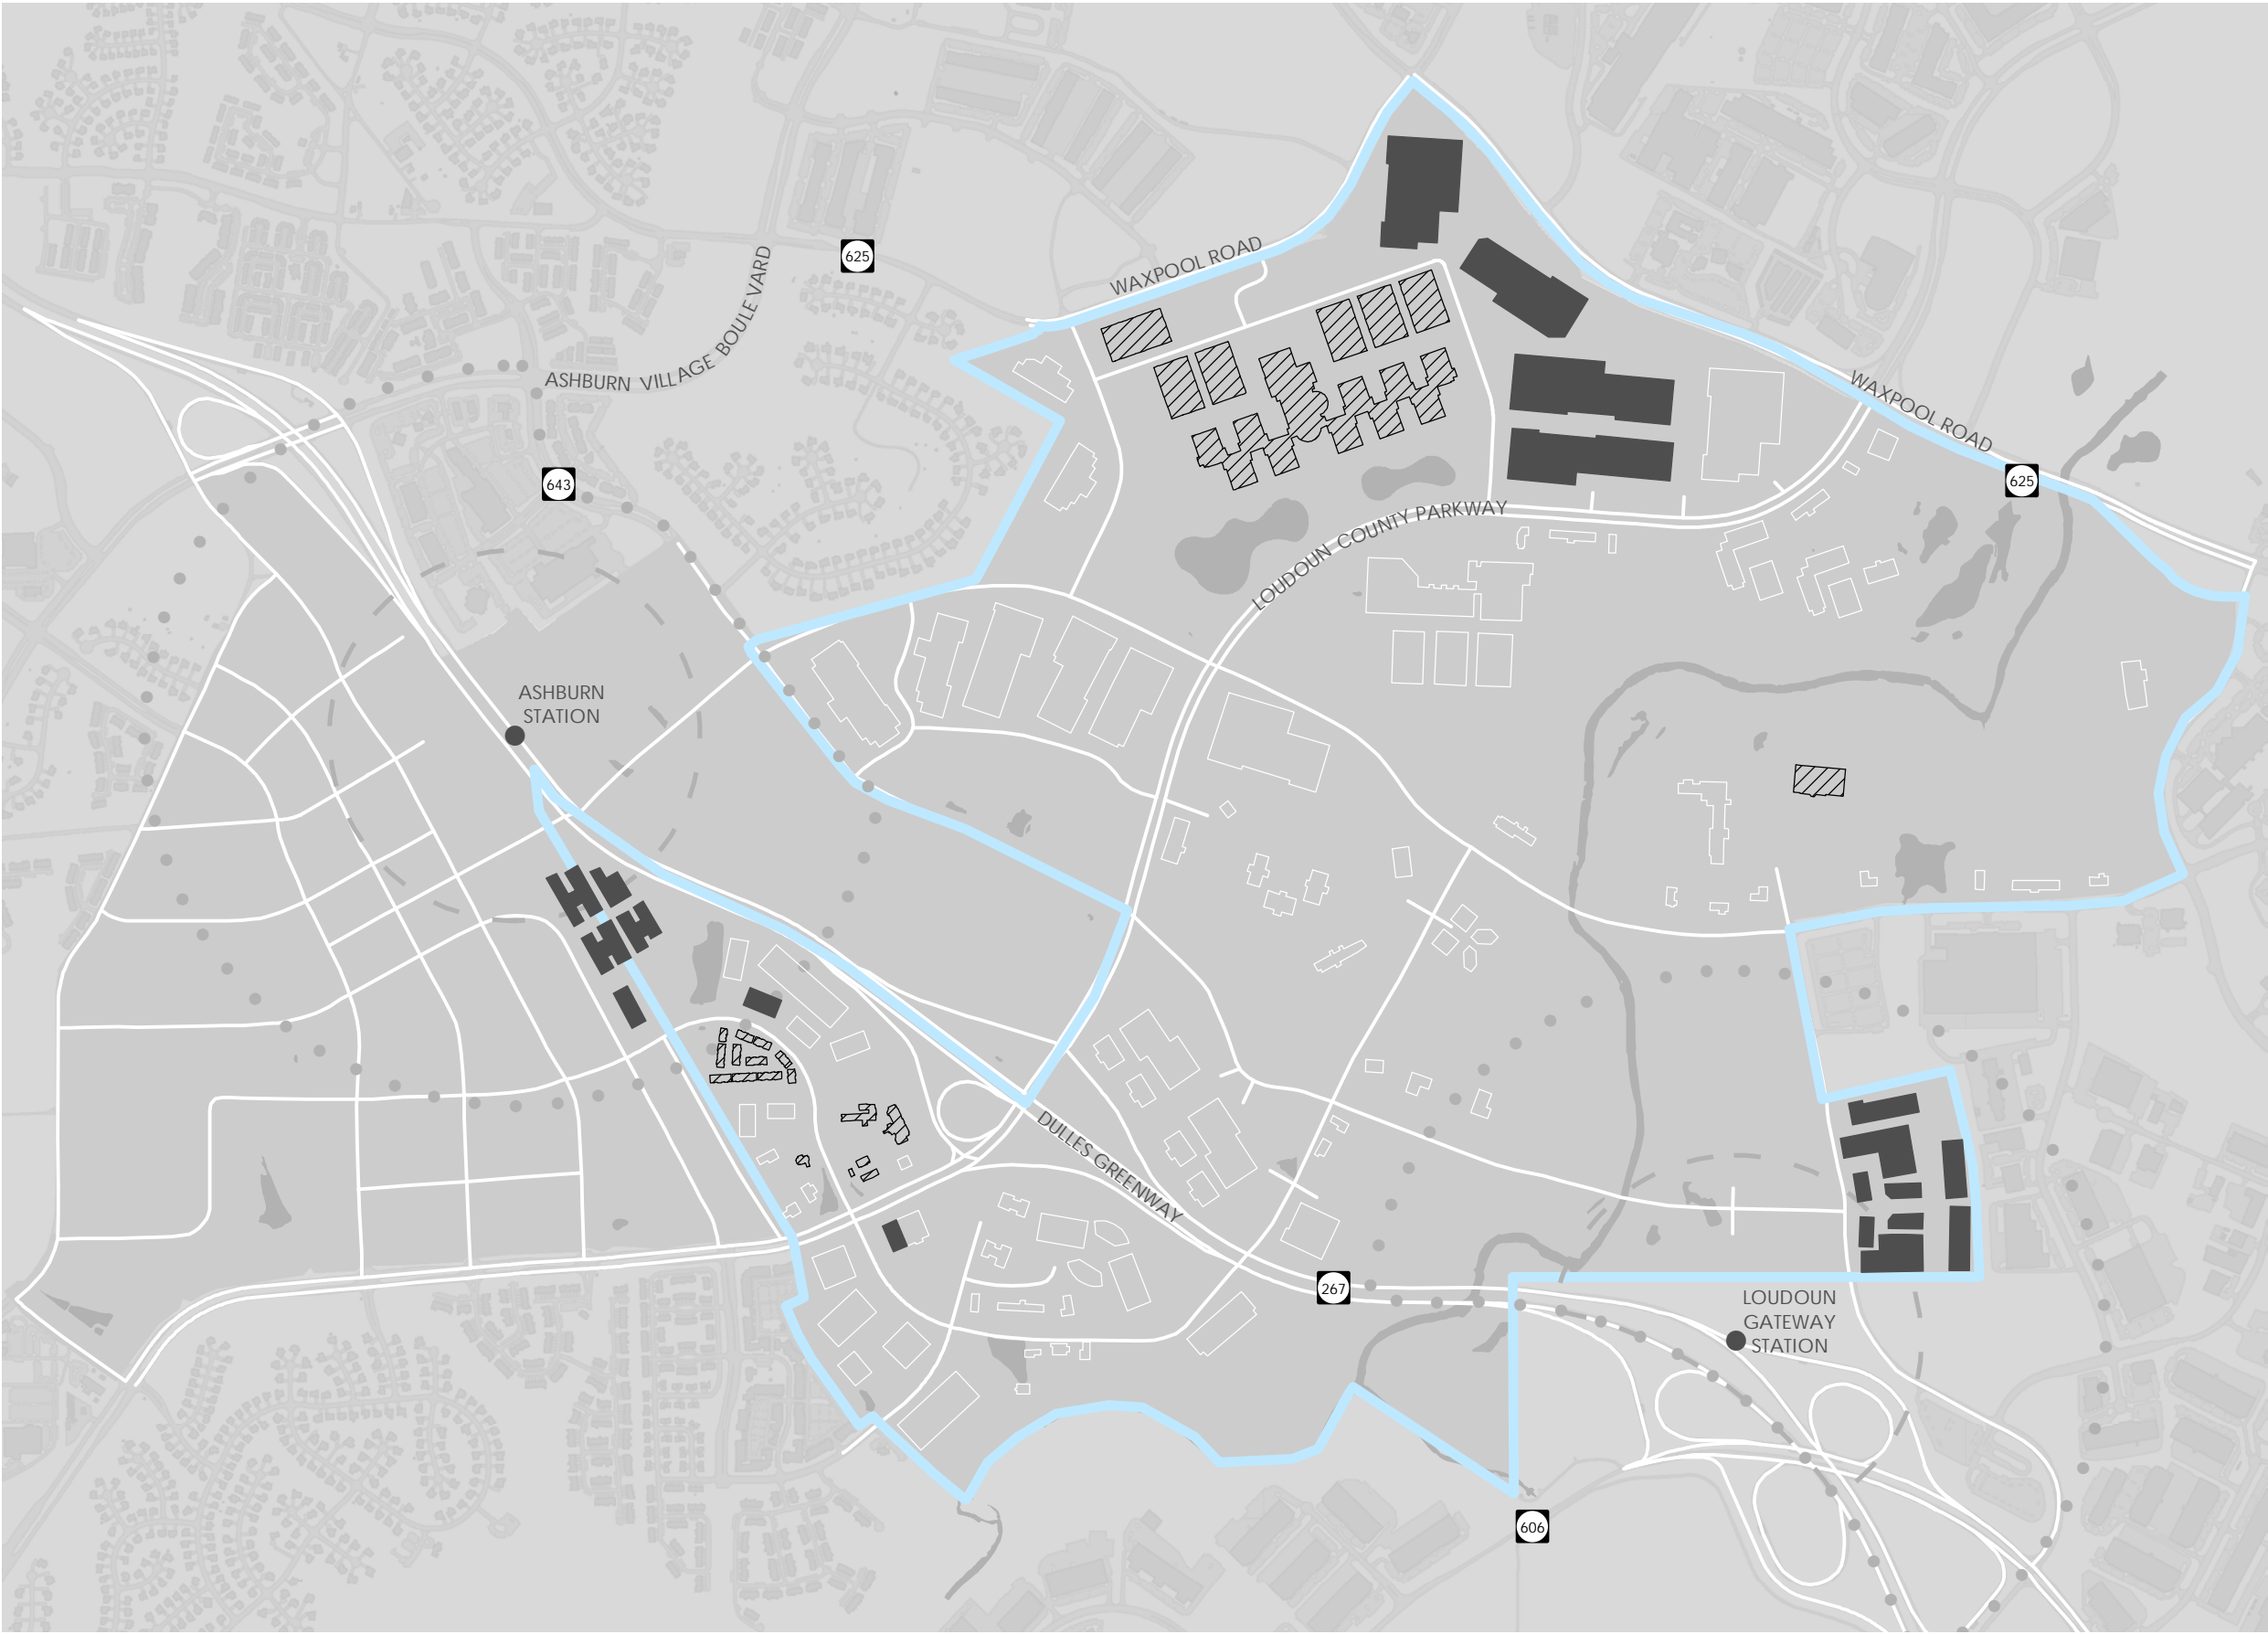 625
WAXPOOL ROAD
ASHBURN VILLAGE BOULEVARD
WAXPOOL ROAD
625
643
LOUDOUN COUNTY PARKWAY
ASHBURN
STATION
DULLES GREENWAY
267
LOUDOUN
GATEWAY
STATION
606